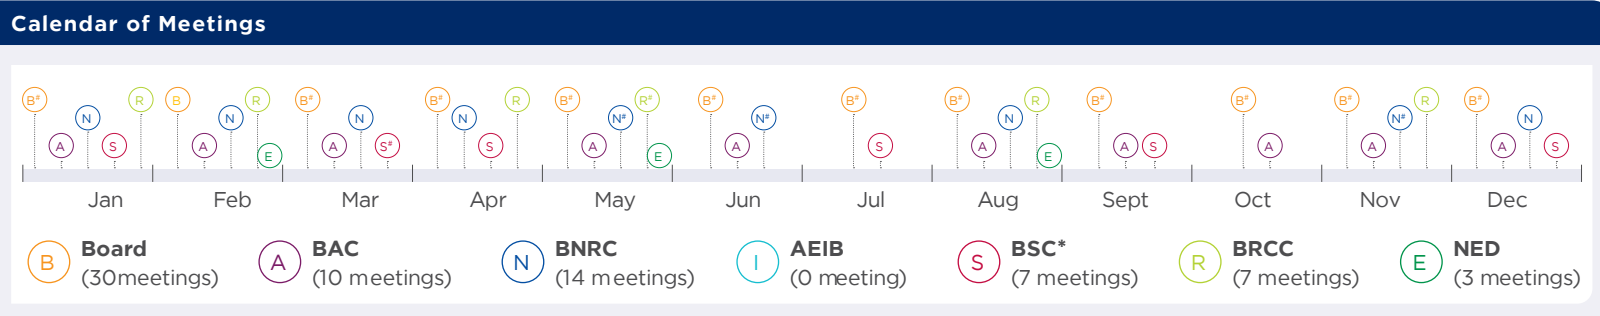 Calendar of Meetings
B# N R B N R B# N B# N R B# N# R# B# N# B# B# N R B# B# B# N# R B# N
A S A E A S# A S A E A S A E A S A A A S
Jan Feb Mar Apr May Jun Jul Aug Sept Oct Nov Dec
B Board A BAC N BNRC I AEIB S BSC* R BRCC E NED
(30meetings) (10 meetings) (14 meetings) (0 meeting) (7 meetings) (7 meetings) (3 meetings)